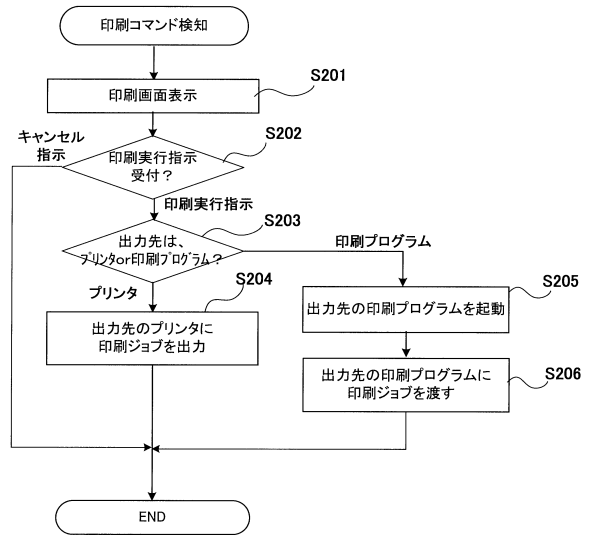 印刷コマンド検知
S201
印刷画面表示
S202
キャンセル
指示
印刷実行指示
受付？
印刷実行指示
S203
出力先は、
ﾌﾟﾘﾝﾀor印刷ﾌﾟﾛｸﾞﾗﾑ？
印刷プログラム
プリンタ
S204
出力先のプリンタに
印刷ジョブを出力
S205
出力先の印刷プログラムを起動
S206
出力先の印刷プログラムに
印刷ジョブを渡す
END